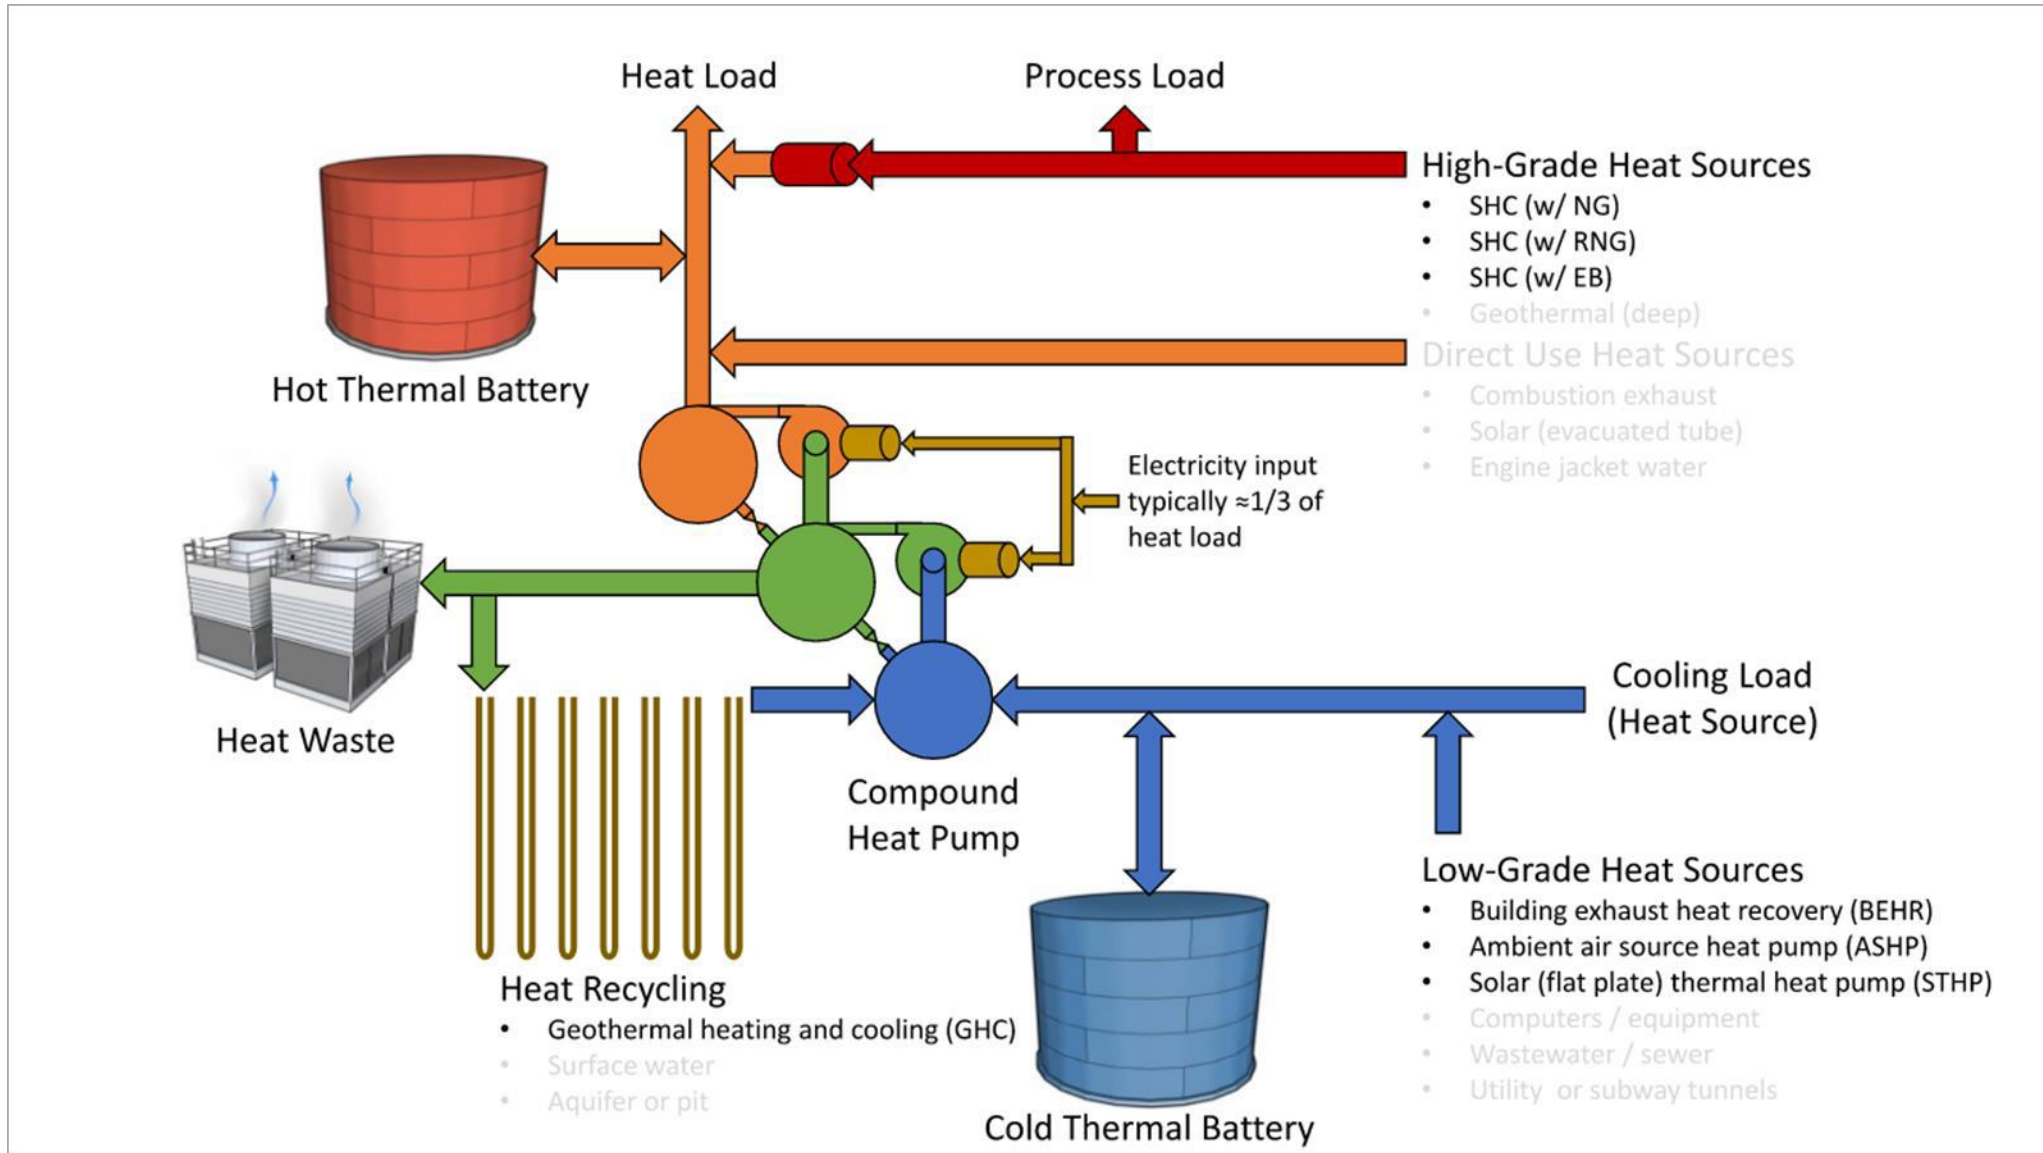 Heat Load
Process Load
High-Grade Heat Sources
• SHC (w/ NG)
• SHC (w/ RNG)
• SHC (w/ EB)
• Geothermal (deep)
Direct Use Heat Sources
• Combustion exhaust
• Solar (evacuated tube)
• Engine jacket water
Hot Thermal Battery
Electricity input
typically ≈1/3 of
heat load
Heat Waste
Cooling Load
(Heat Source)
Compound
Heat Pump
Low-Grade Heat Sources
• Building exhaust heat recovery (BEHR)
• Ambient air source heat pump (ASHP)
• Solar (flat plate) thermal heat pump (STHP)
• Computers / equipment
• Wastewater / sewer
• Utility or subway tunnels
Heat Recycling
• Geothermal heating and cooling (GHC)
• Surface water
• Aquifer or pit
Cold Thermal Battery